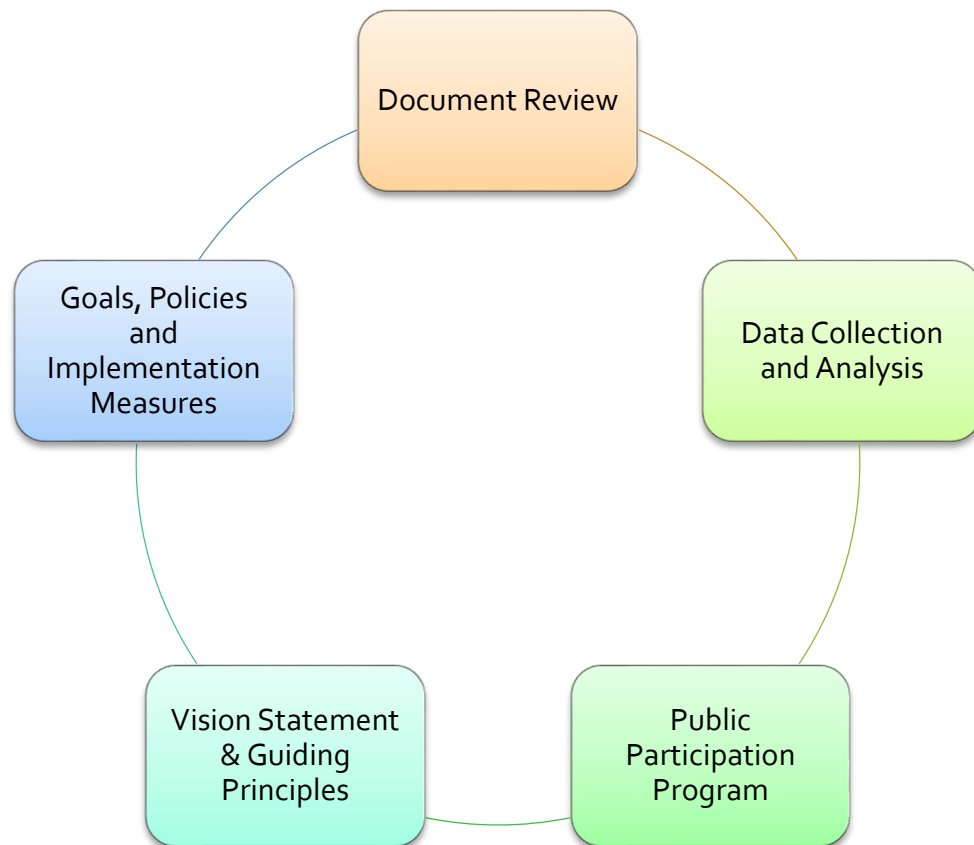 Document Review
Data Collection
and Analysis
Public
Participation
Program
Vision Statement
& Guiding
Principles
Goals, Policies
and
Implementation
Measures